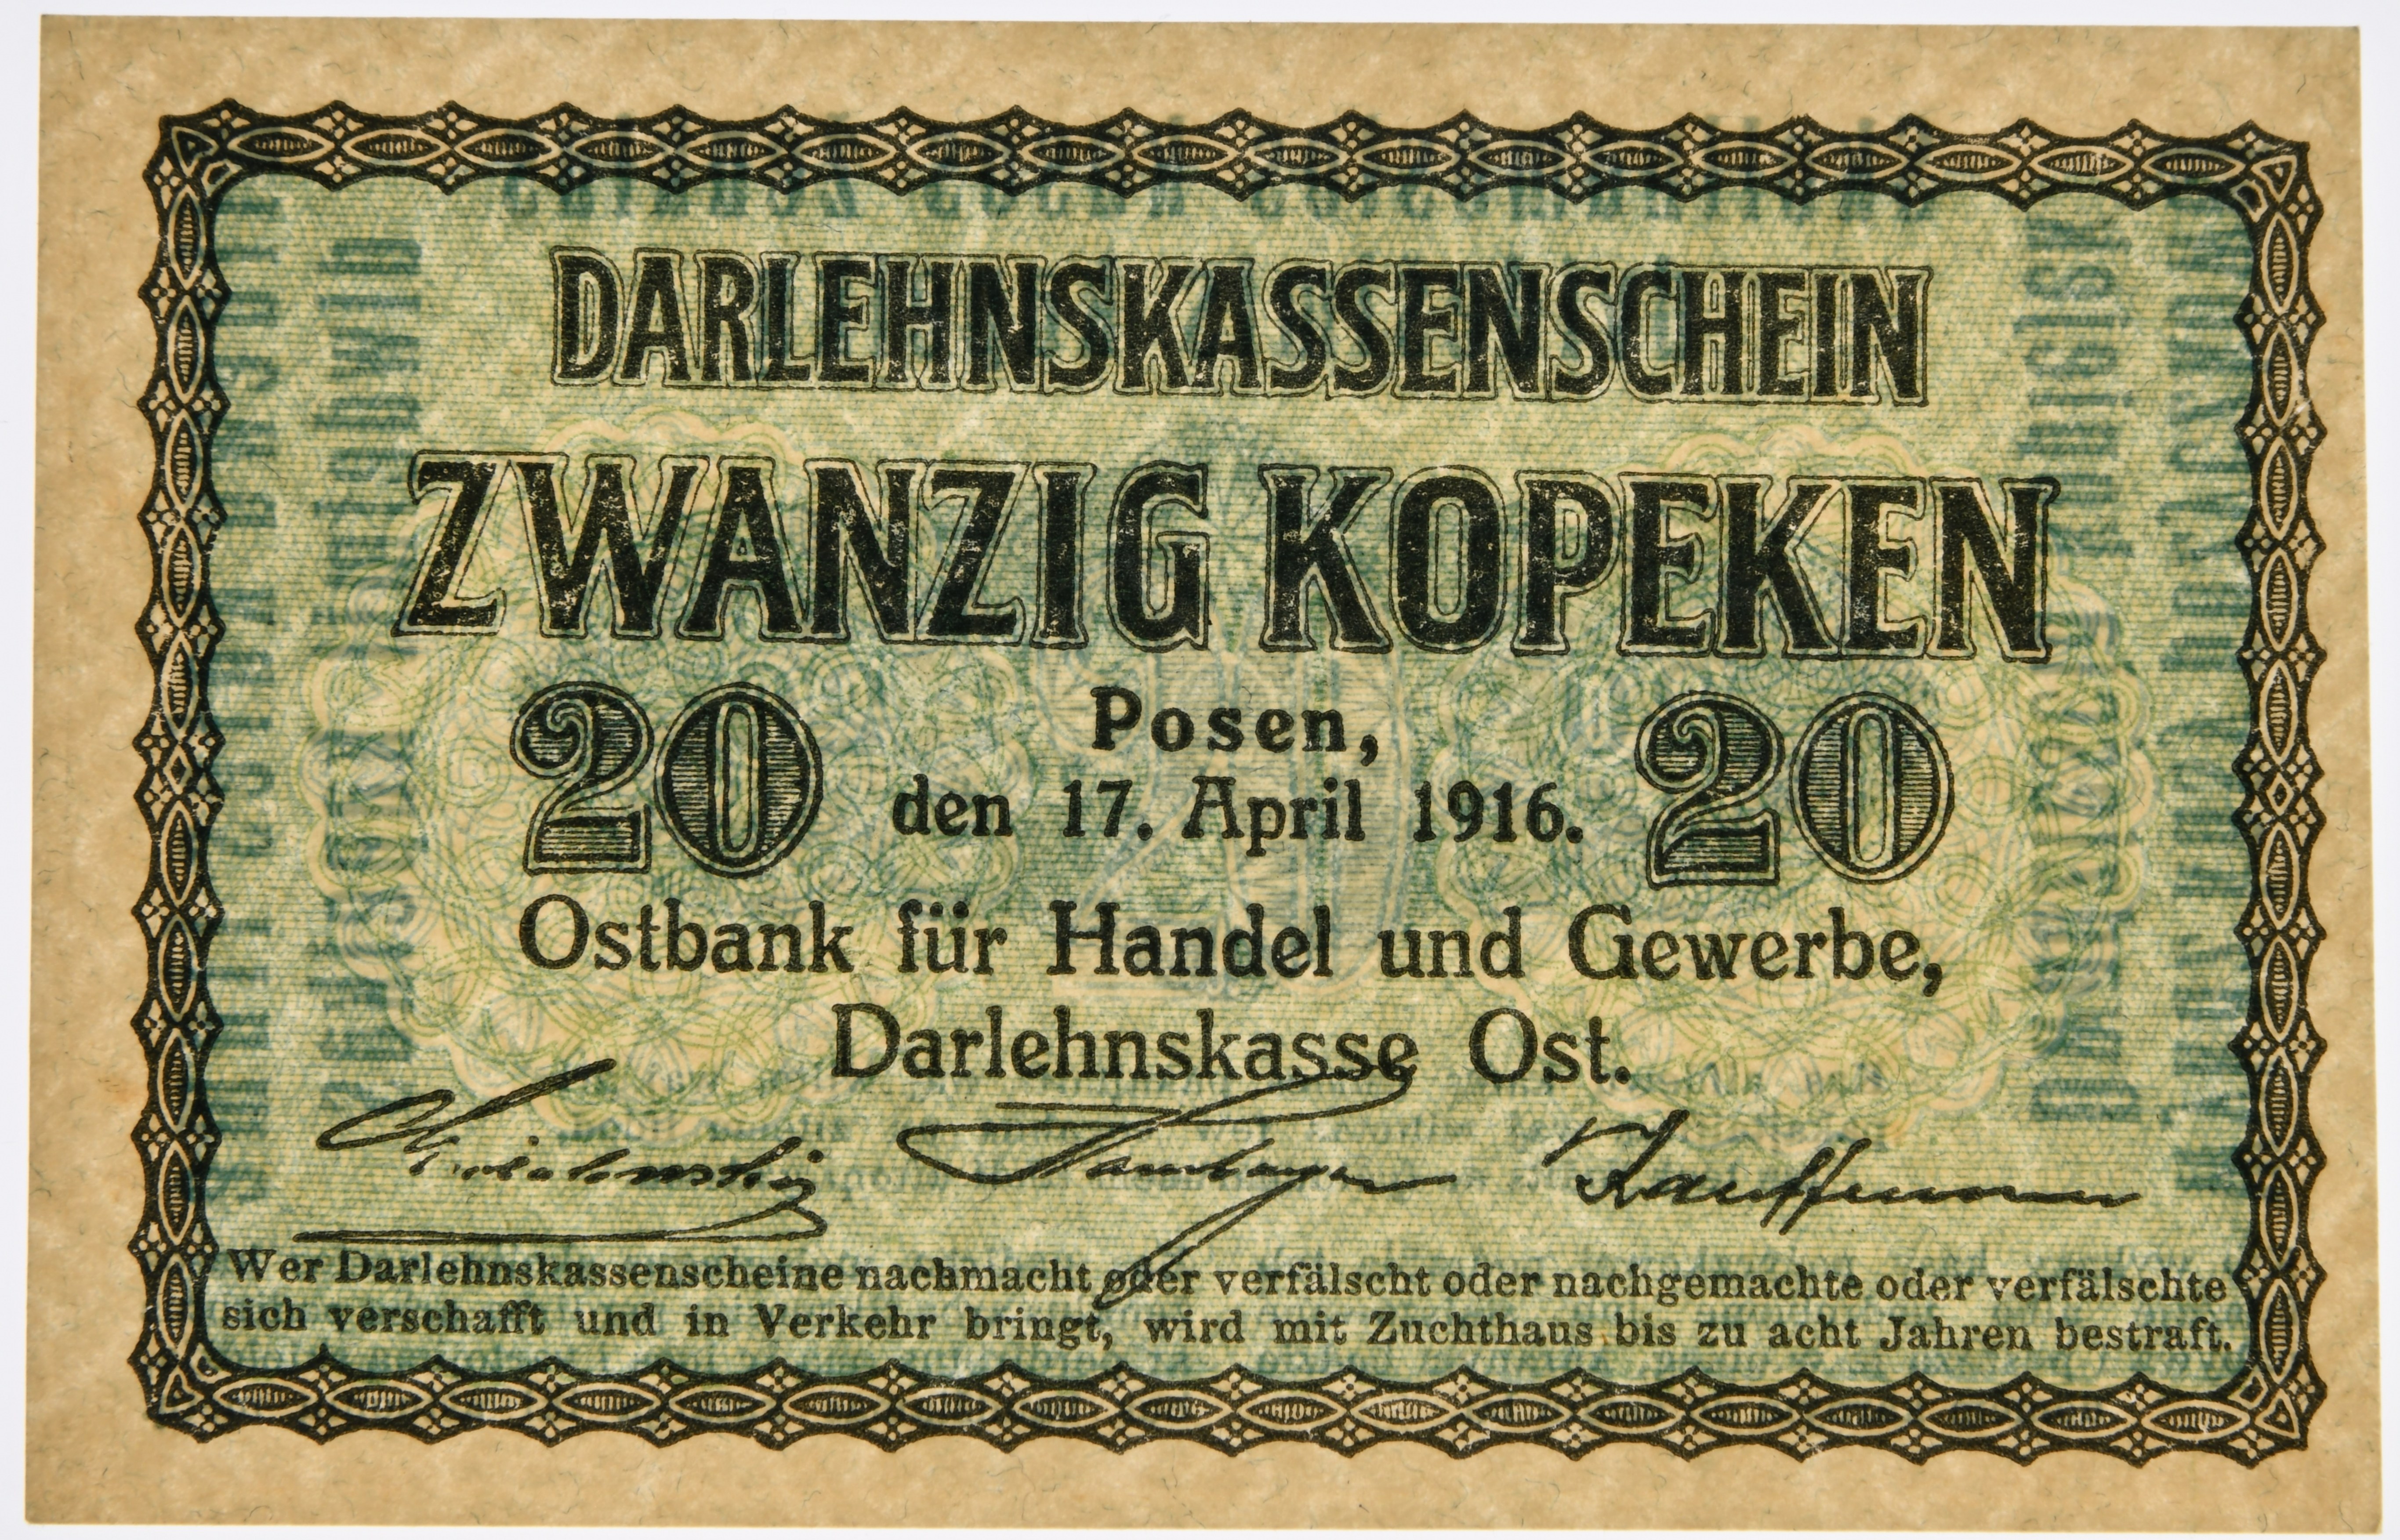 DARLEHNSKASSENSCHEIN
ZWANZIG KOPEKEN
20 Posen, 20
den 17. April 1916.
Ostbank für Handel und Gewerbe,
Darlehnskasse Ost.
Kauffmann
Wer Darlehnskassenscheine nachmacht oder verfälscht oder nachgemachte oder verfälschte
sich verschafft und in Verkehr bringt, wird mit Zuchthaus bis zu acht Jahren bestraft.